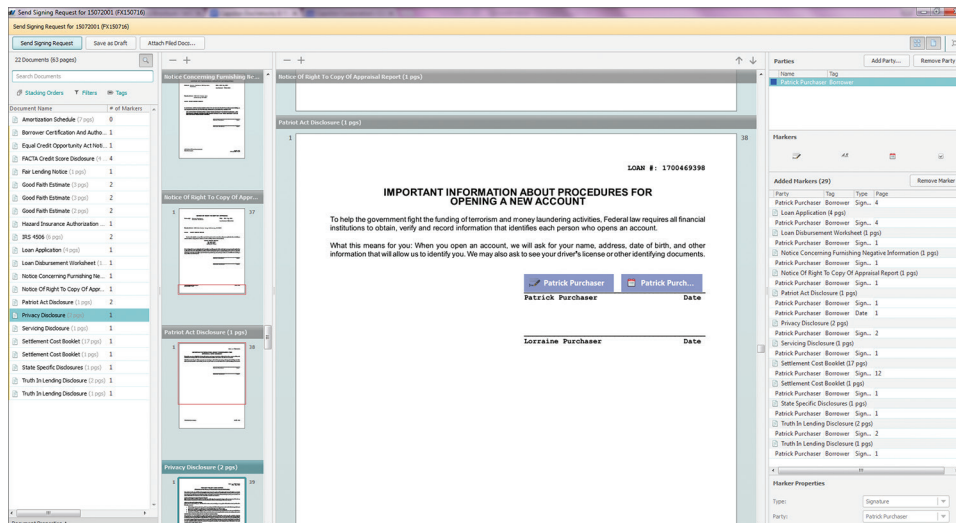 Send Signing Request for 15072001 (FX150716)
Send Signing Request for 15072001 (FX150716)
Send Signing Request
Save as Draft
Attach Filed Docs...
22 Documents (63 pages)
Search Documents
Stacking Orders
Filters
Tags
Document Name # of Markers
Amortization Schedule (7 pgs) 0
Borrower Certification And Autho... 1
Equal Credit Opportunity Act Noti... 1
FACTA Credit Score Disclosure (4 ... 4
Fair Lending Notice (1 pgs) 1
Good Faith Estimate (3 pgs) 2
Good Faith Estimate (3 pgs) 2
Good Faith Estimate (3 pgs) 2
Hazard Insurance Authorization ... 1
IRS 4506 (6 pgs) 2
Loan Application (4 pgs) 1
Loan Disbursement Worksheet (1... 1
Notice Concerning Furnishing Ne... 1
Notice Of Right To Copy Of Appr... 1
Patriot Act Disclosure (1 pgs) 2
Privacy Disclosure (2 pgs) 1
Servicing Disclosure (1 pgs) 1
Settlement Cost Booklet (17 pgs) 1
Settlement Cost Booklet (1 pgs) 1
State Specific Disclosures (1 pgs) 1
Truth In Lending Disclosure (2 pgs) 1
Truth In Lending Disclosure (1 pgs) 1
Notice Concerning Furnishing Ne...
Notice Of Right To Copy Of Appr...
1 37
Patriot Act Disclosure (1 pgs)
1 38
Privacy Disclosure (2 pgs)
1 39
Notice Of Right To Copy Of Appraisal Report (1 pgs)
Patriot Act Disclosure (1 pgs)
1 38
LOAN #: 1700469398
IMPORTANT INFORMATION ABOUT PROCEDURES FOR
OPENING A NEW ACCOUNT
To help the government fight the funding of terrorism and money laundering activities, Federal law requires all financial
institutions to obtain, verify and record information that identifies each person who opens an account.
What this means for you: When you open an account, we will ask for your name, address, date of birth, and other
information that will allow us to identify you. We may also ask to see your driver's license or other identifying documents.
Patrick Purchaser Patrick Purch...
Patrick Purchaser Date
Lorraine Purchaser Date
Parties
Add Party...
Remove Party
Name Tag
Patrick Purchaser Borrower
Markers
Added Markers (29)
Remove Marker
Party Tag Type Page
Patrick Purchaser Borrower Sign... 4
Loan Application (4 pgs)
Patrick Purchaser Borrower Sign... 4
Loan Disbursement Worksheet (1 pgs)
Patrick Purchaser Borrower Sign... 1
Notice Concerning Furnishing Negative Information (1 pgs)
Patrick Purchaser Borrower Sign... 1
Notice Of Right To Copy Of Appraisal Report (1 pgs)
Patrick Purchaser Borrower Sign... 1
Patriot Act Disclosure (1 pgs)
Patrick Purchaser Borrower Sign... 1
Patrick Purchaser Borrower Date 1
Privacy Disclosure (2 pgs)
Patrick Purchaser Borrower Sign... 2
Servicing Disclosure (1 pgs)
Patrick Purchaser Borrower Sign... 1
Settlement Cost Booklet (17 pgs)
Patrick Purchaser Borrower Sign... 12
Settlement Cost Booklet (1 pgs)
Patrick Purchaser Borrower Sign... 1
State Specific Disclosures (1 pgs)
Patrick Purchaser Borrower Sign... 1
Truth In Lending Disclosure (2 pgs)
Patrick Purchaser Borrower Sign... 2
Truth In Lending Disclosure (1 pgs)
Patrick Purchaser Borrower Sign... 1
Marker Properties
Type: Signature
Party: Patrick Purchaser